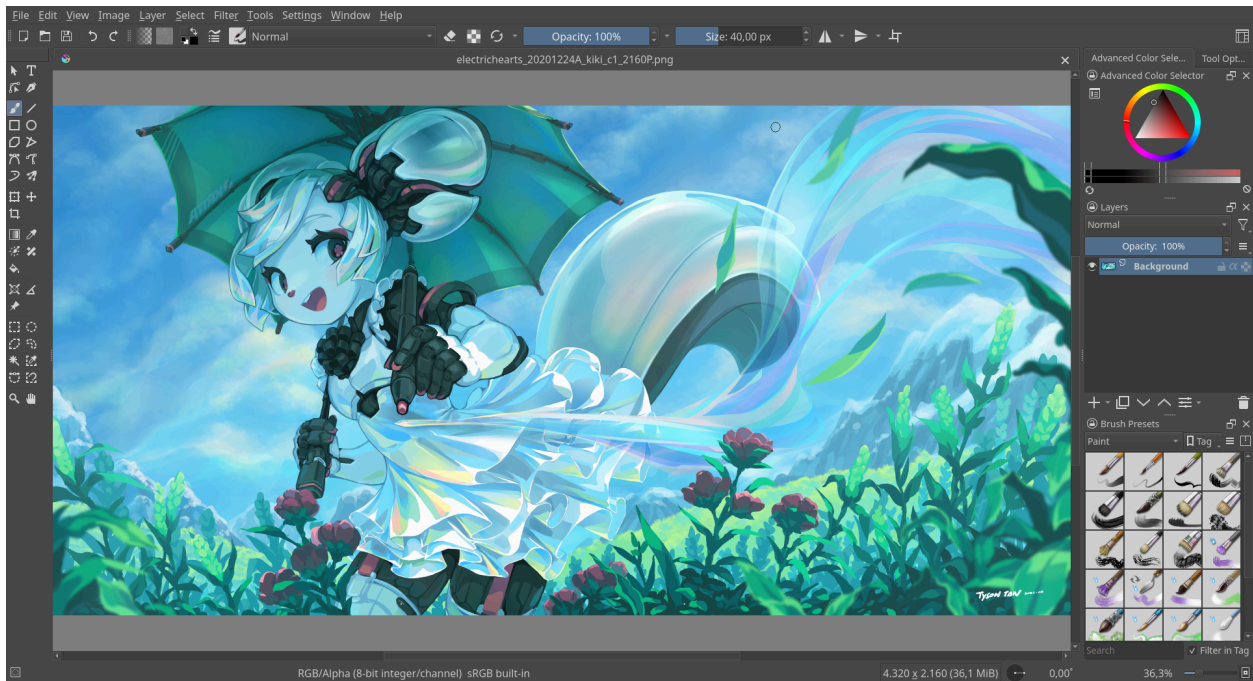 File Edit View Image Layer Select Filter Tools Settings Window Help
Normal
Opacity: 100%
Size: 40,00 px
electrichearts_20201224A_kiki_c1_2160P.png
Advanced Color Sele...
Tool Opt...
Advanced Color Selector
Layers
Normal
Opacity: 100%
Background
Brush Presets
Paint
Tag
Tyson Tan
Search
Filter in Tag
RGB/Alpha (8-bit integer/channel) sRGB built-in
4.320 x 2.160 (36,1 MiB)
0,00°
36,3%